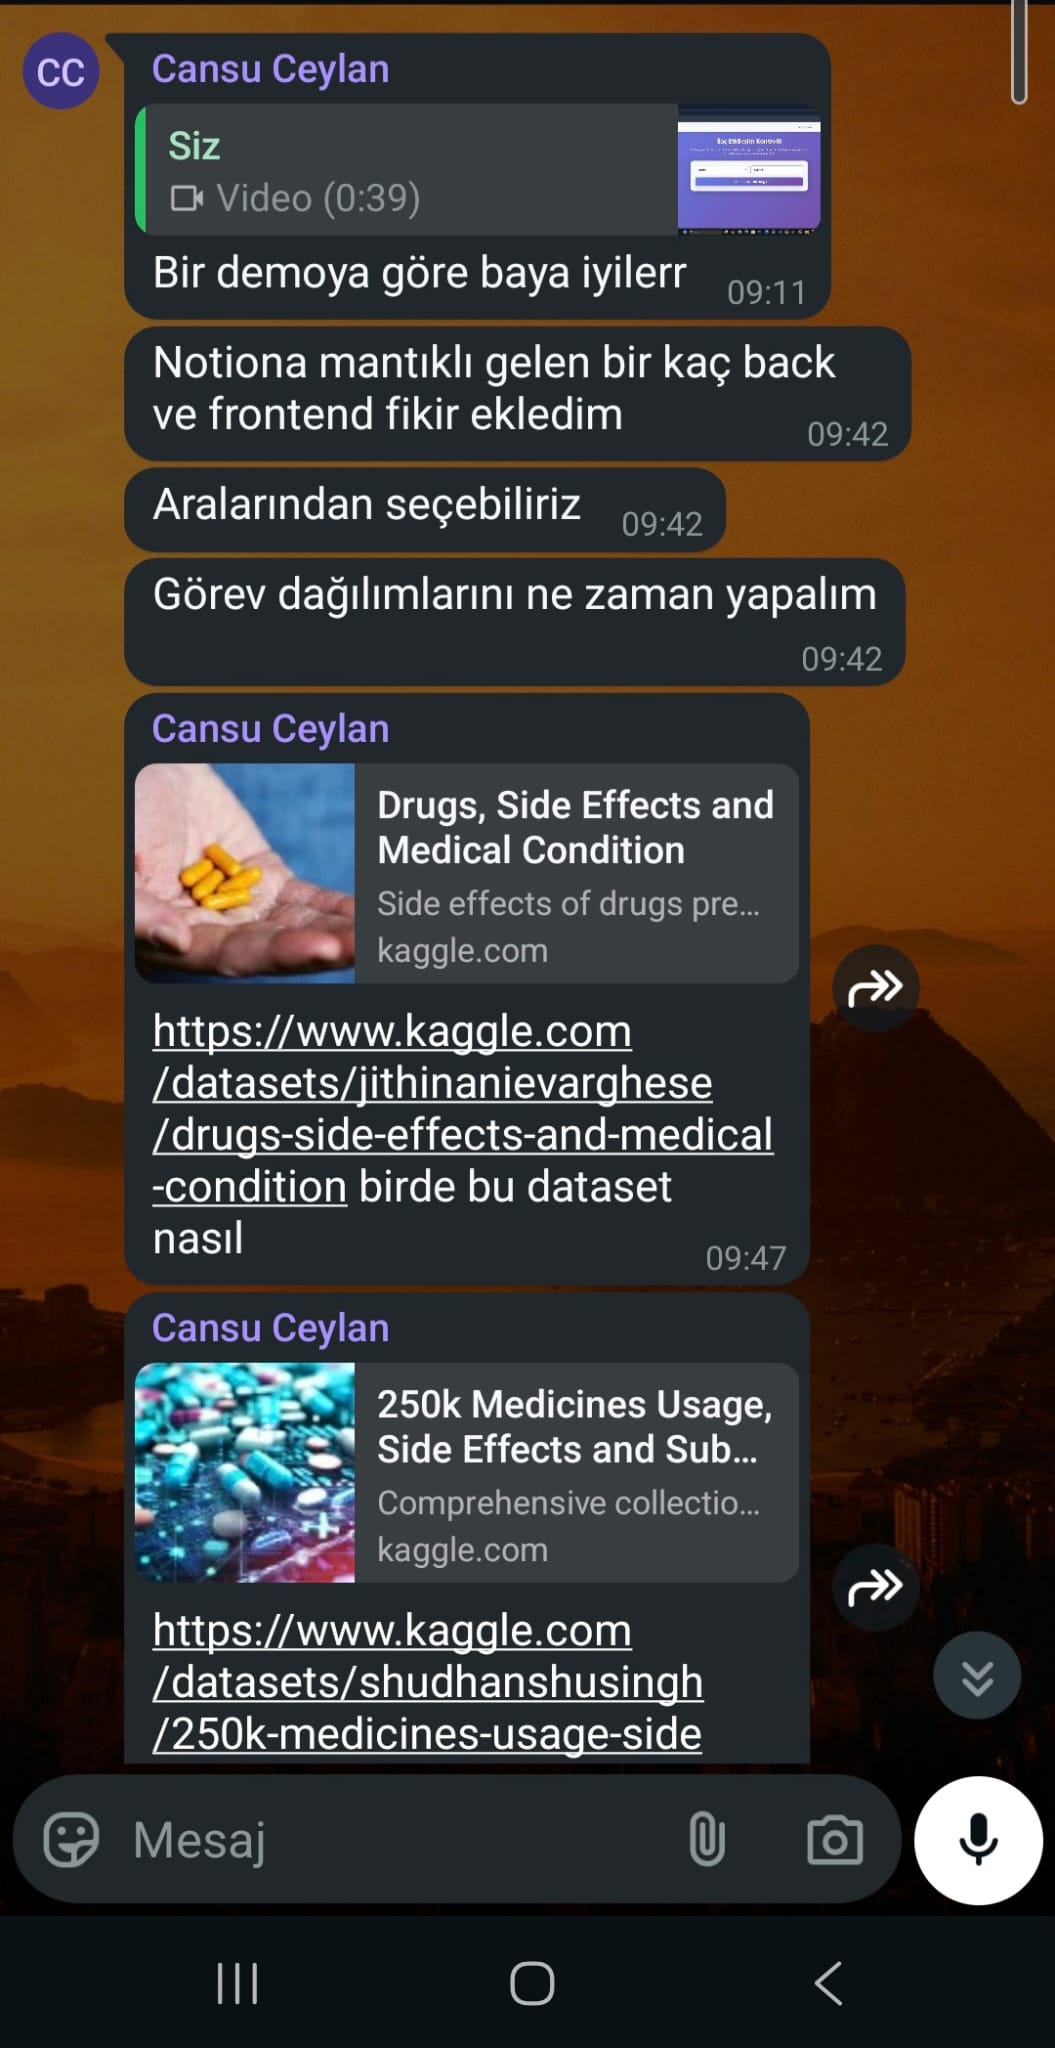 CC
Cansu Ceylan
Siz
Video (0:39)
İlaç Etkileşim Kontrolü
Bir demoya göre baya iyilerr
09:11
Notiona mantıklı gelen bir kaç back
ve frontend fikir ekledim
09:42
Aralarından seçebiliriz
09:42
Görev dağılımlarını ne zaman yapalım
09:42
Cansu Ceylan
Drugs, Side Effects and
Medical Condition
Side effects of drugs pre...
kaggle.com
https://www.kaggle.com
/datasets/jithinanievarghese
/drugs-side-effects-and-medical
-condition birde bu dataset
nasıl
09:47
Cansu Ceylan
250k Medicines Usage,
Side Effects and Sub...
Comprehensive collectio...
kaggle.com
https://www.kaggle.com
/datasets/shudhanshusingh
/250k-medicines-usage-side
Mesaj